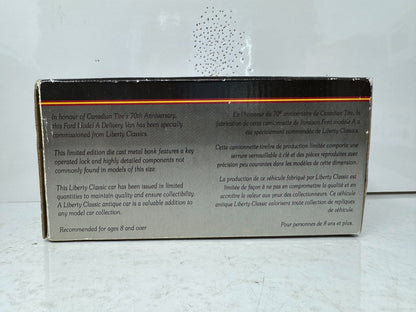 In honour of Canadian Tire's 70th Anniversary,
this Ford Model A Delivery Van has been specially
commissioned from Liberty Classics.
This limited edition die cast metal bank features a key
operated lock and highly detailed components not
commonly found in models of this size.
This Liberty Classic car has been issued in limited
quantities to maintain quality and ensure collectibility.
A Liberty Classic antique car is a valuable addition to
any model car collection.
Recommended for ages 8 and over
En l'honneur du 70e anniversaire de Canadian Tire, la
fabrication de cette camionnette de livraison Ford modèle A a
été spécialement commandée de Liberty Classics.
Cette camionnette-tirelire de production limitée comporte une
serrure verrouillable à clé et des pièces reproduites avec
précision peu courantes dans des modèles de cette dimension.
La production de ce véhicule fabriqué par Liberty Classic est
limitée de façon à ne pas en compromettre la qualité et en
accroître la valeur aux yeux des collectionneurs. Ce véhicule
antique Liberty Classic valorisera toute collection de répliques
de véhicule.
Pour personnes de 8 ans et plus.